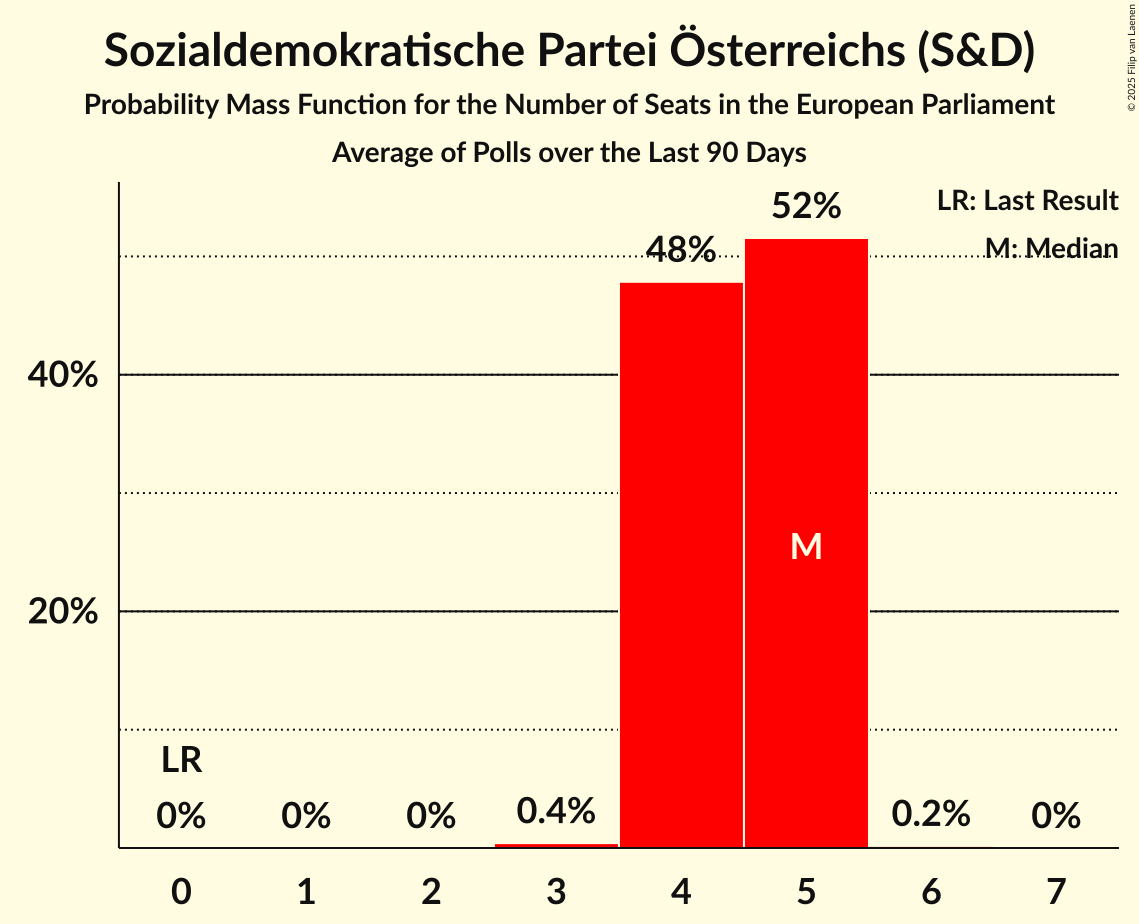 Sozialdemokratische Partei Österreichs (S&D)
Probability Mass Function for the Number of Seats in the European Parliament
Average of Polls over the Last 90 Days
© 2025 Filip van Laenen
LR: Last Result
M: Median
52%
48%
40%
20%
M
LR
0%
0%
0%
0.4%
0.2%
0%
0 1 2 3 4 5 6 7